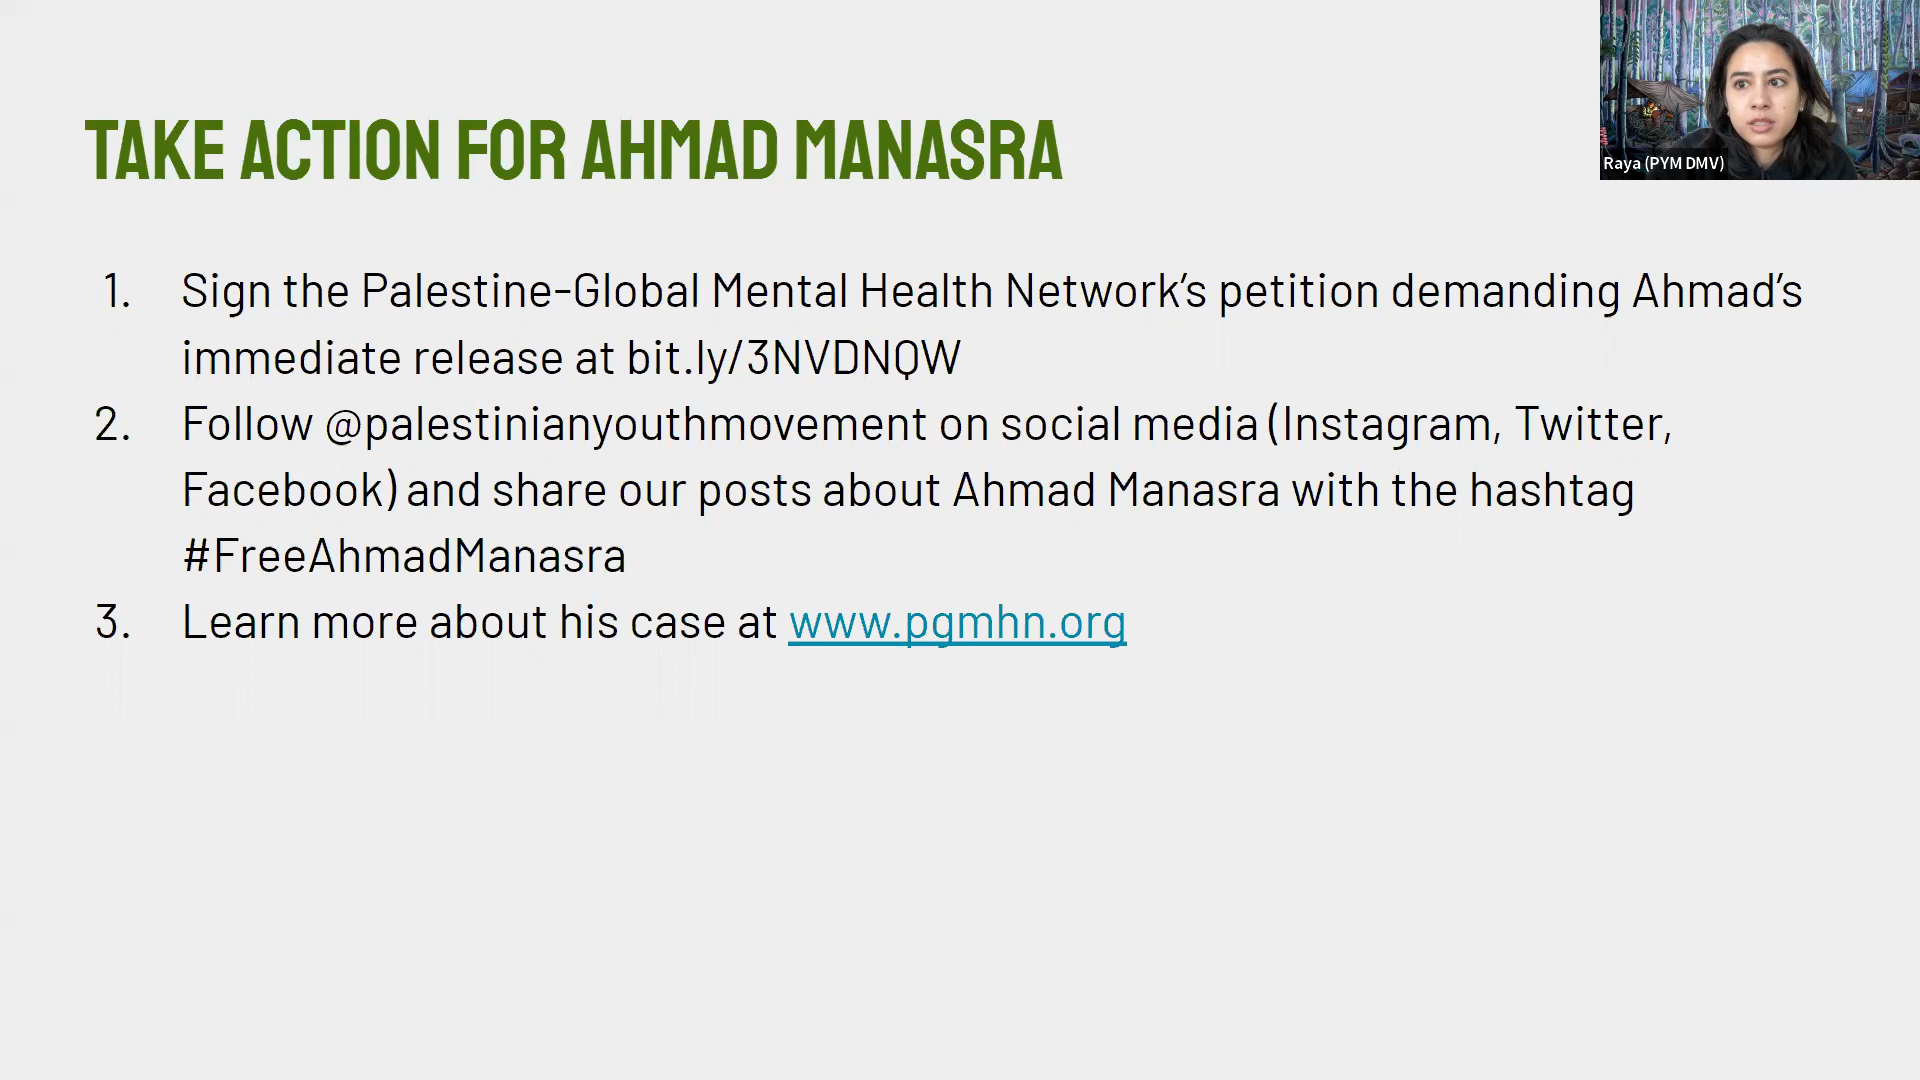 TAKE ACTION FOR AHMAD MANASRA
Raya (PYM DMV)
1. Sign the Palestine-Global Mental Health Network’s petition demanding Ahmad’s
immediate release at bit.ly/3NVDNQW
2. Follow @palestinianyouthmovement on social media (Instagram, Twitter,
Facebook) and share our posts about Ahmad Manasra with the hashtag
#FreeAhmadManasra
3. Learn more about his case at www.pgmhn.org